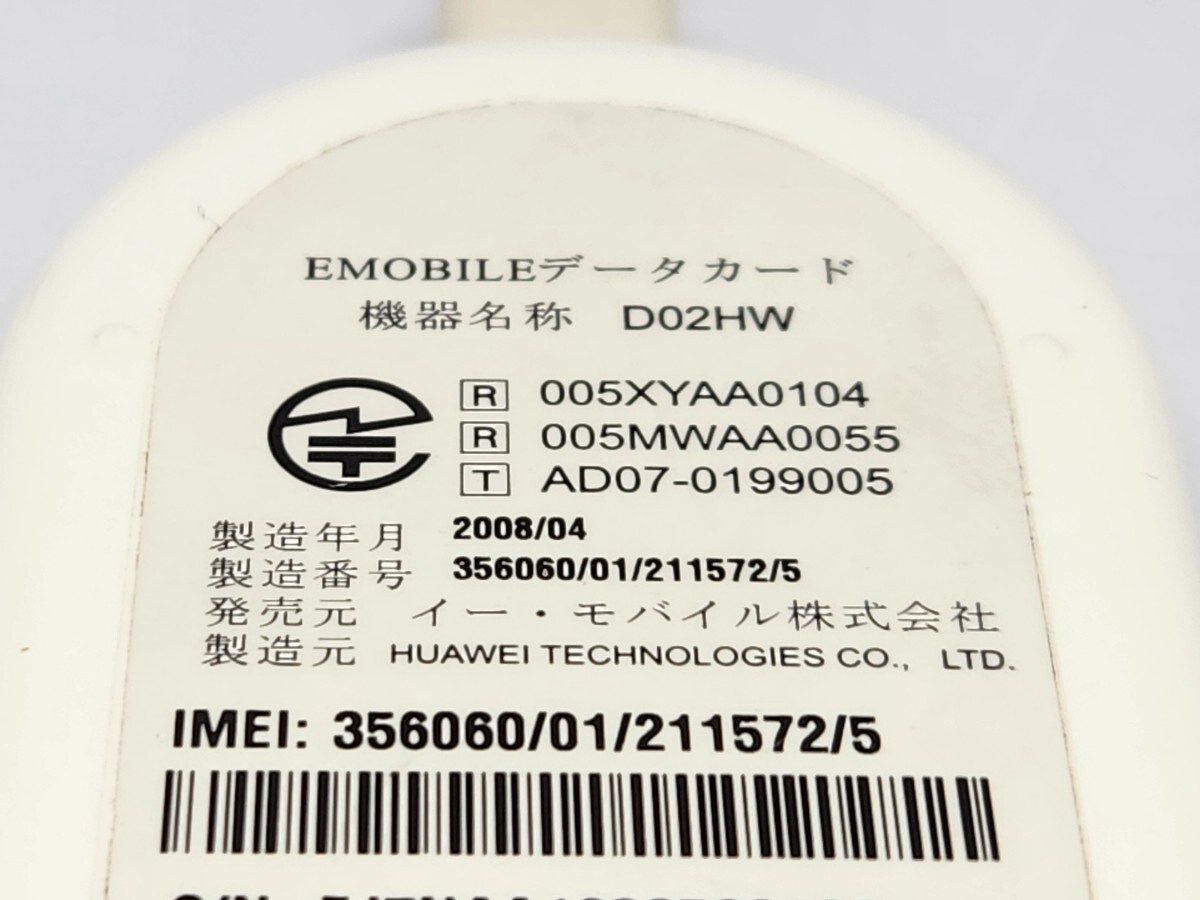 EMOBILEデータカード
機器名称 D02HW
R 005XYAA0104
R 005MWAA0055
T AD07-0199005
製造年月 2008/04
製造番号 356060/01/211572/5
発売元 イー・モバイル株式会社
製造元 HUAWEI TECHNOLOGIES CO., LTD.
IMEI: 356060/01/211572/5